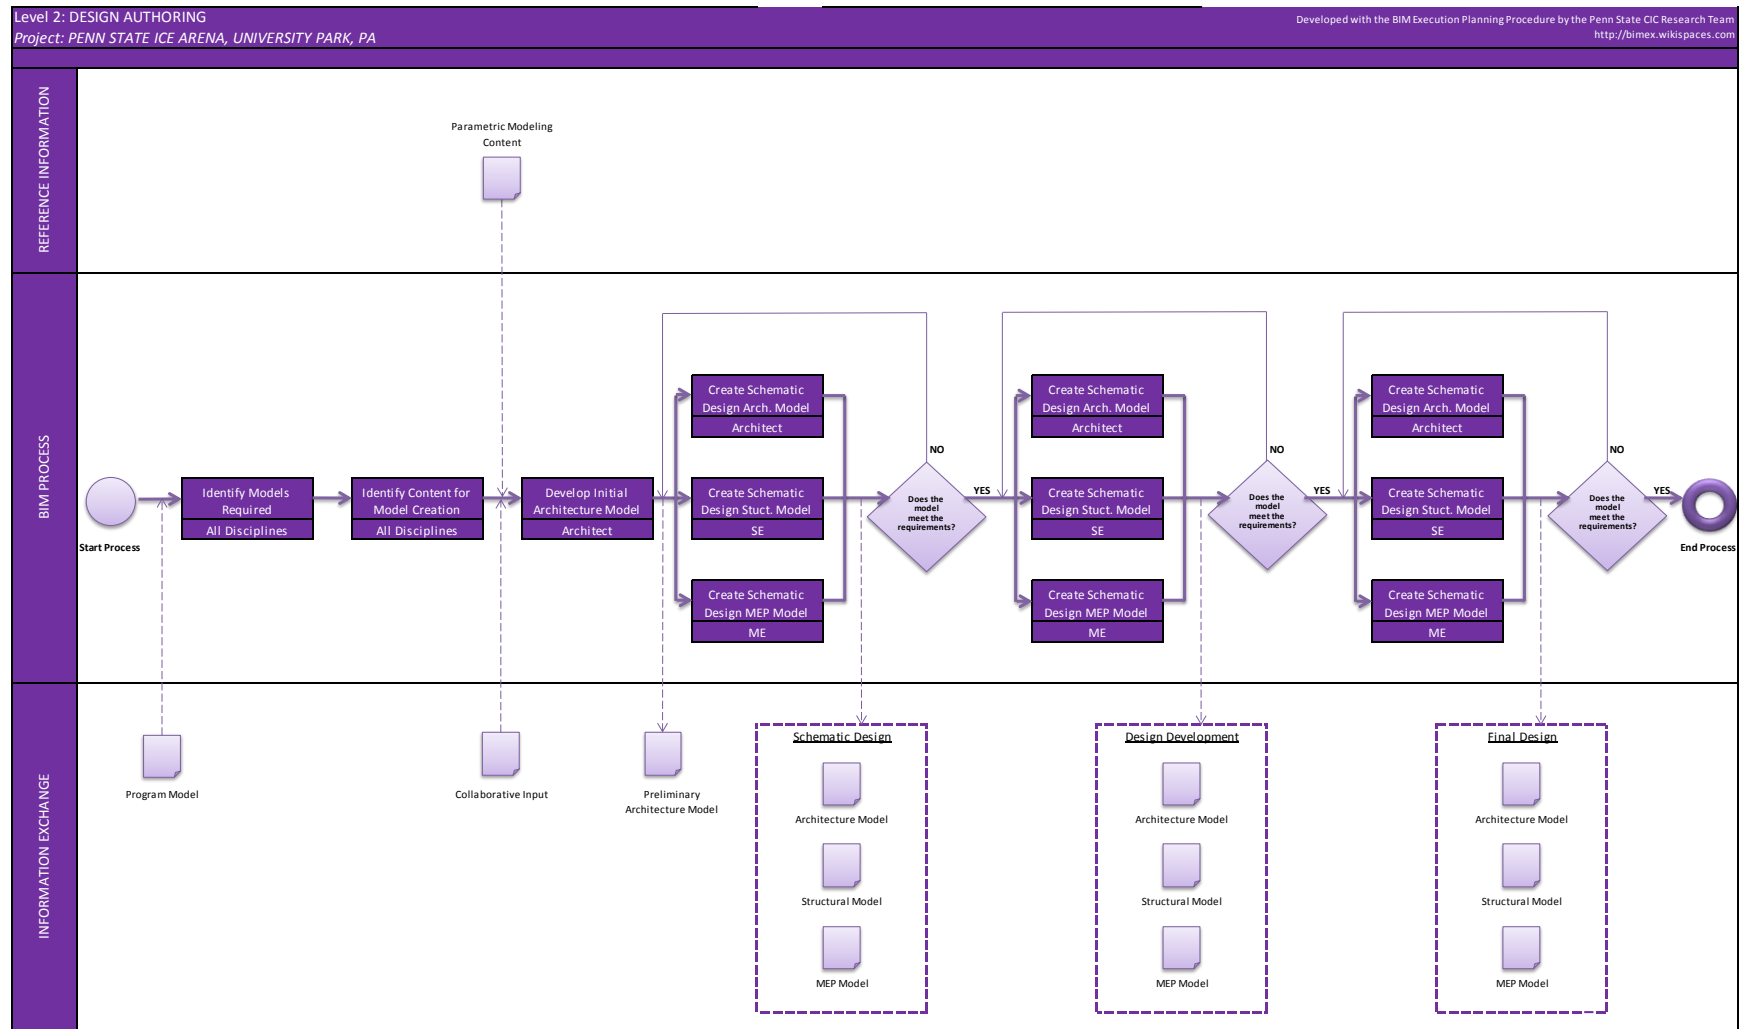 Level 2: DESIGN AUTHORING
Project: PENN STATE ICE ARENA, UNIVERSITY PARK, PA
Developed with the BIM Execution Planning Procedure by the Penn State CIC Research Team
http://bimex.wikispaces.com
REFERENCE INFORMATION
Parametric Modeling
Content
BIM PROCESS
Start Process
Identify Models
Required
All Disciplines
Identify Content for
Model Creation
All Disciplines
Develop Initial
Architecture Model
Architect
Create Schematic
Design Arch. Model
Architect
Create Schematic
Design Stuct. Model
SE
Create Schematic
Design MEP Model
ME
NO
Does the
model
meet the
requirements?
YES
Create Schematic
Design Arch. Model
Architect
Create Schematic
Design Stuct. Model
SE
Create Schematic
Design MEP Model
ME
NO
Does the
model
meet the
requirements?
YES
Create Schematic
Design Arch. Model
Architect
Create Schematic
Design Stuct. Model
SE
Create Schematic
Design MEP Model
ME
NO
Does the
model
meet the
requirements?
YES
End Process
INFORMATION EXCHANGE
Program Model
Collaborative Input
Preliminary
Architecture Model
Schematic Design
Architecture Model
Structural Model
MEP Model
Design Development
Architecture Model
Structural Model
MEP Model
Final Design
Architecture Model
Structural Model
MEP Model